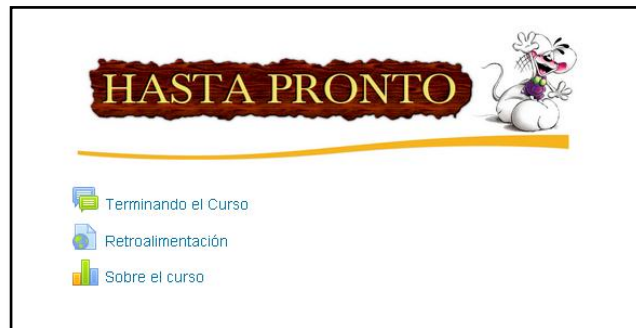 HASTA PRONTO
Terminando el Curso
Retroalimentación
Sobre el curso